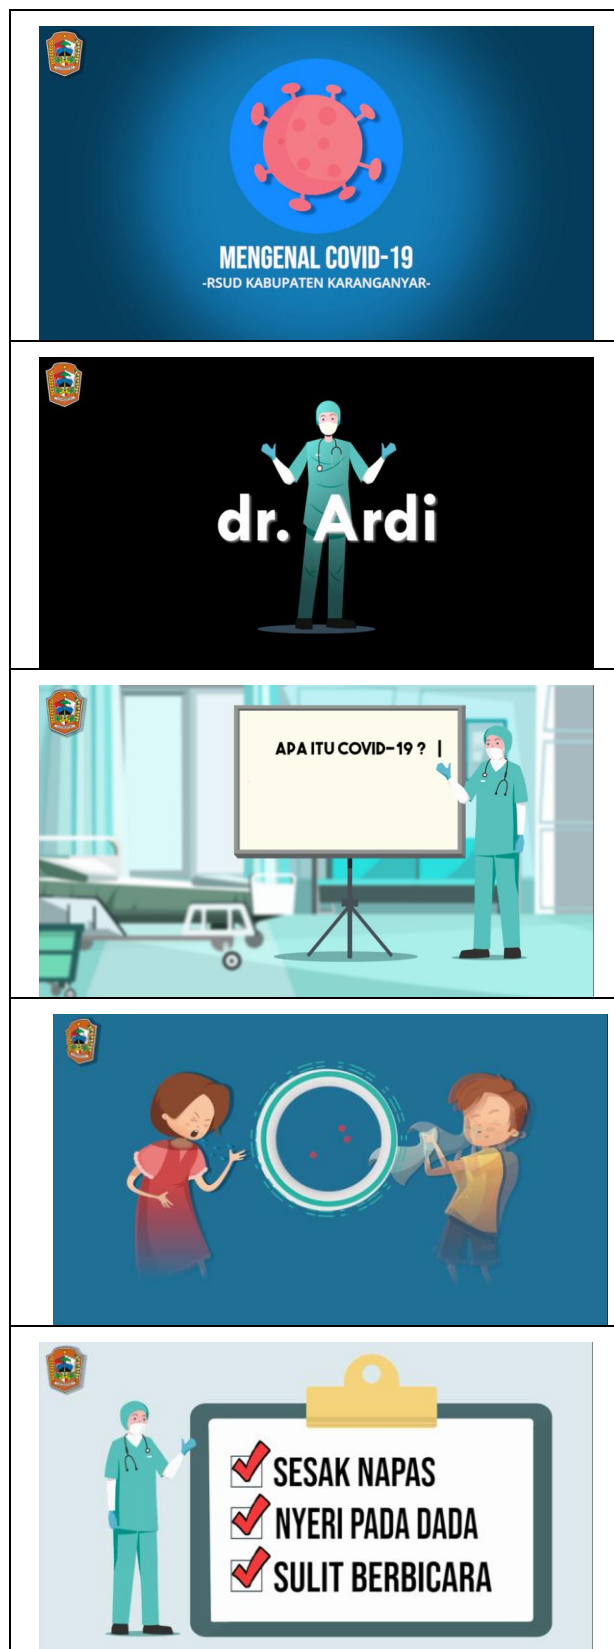 MENGENAL COVID-19
-RSUD KABUPATEN KARANGANYAR-
dr. Ardi
APA ITU COVID-19 ? |
SESAK NAPAS
NYERI PADA DADA
SULIT BERBICARA